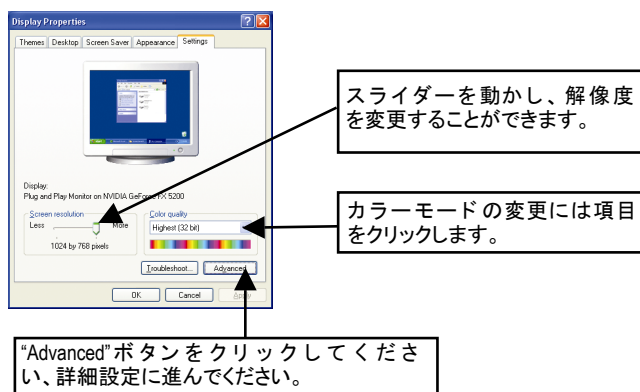 Display Properties
Themes Desktop Screen Saver Appearance Settings
スライダーを動かし、解像度
を変更することができます。
Display:
Plug and Play Monitor on NVIDIA GeForce FX 5200
Screen resolution
Less More
1024 by 768 pixels
Color quality
Highest (32 bit)
カラーモードの変更には項目
をクリックします。
Troubleshoot... Advanced
OK Cancel Apply
“Advanced”ボタンをクリックしてくださ
い、詳細設定に進んでください。